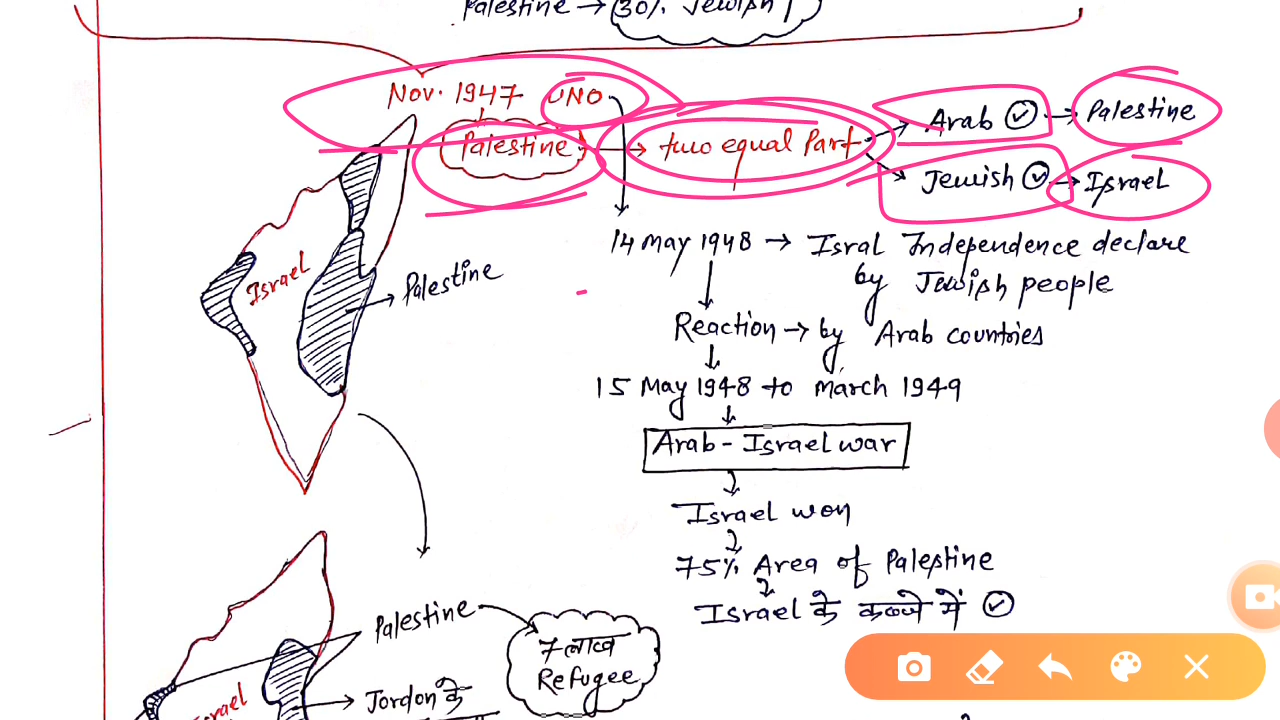 Palestine → 30% Jewish
Nov. 1947 UNO
Palestine → two equal Part
Arab → Palestine
Jewish → Israel
14 May 1948 → Isral Independence declare
by Jewish people
Israel
→ Palestine
Reaction → by Arab countries
15 May 1948 to March 1949
Arab - Israel war
Israel won
75% Area of Palestine
Israel के कब्जे में
Palestine
7 लाख
Refugee
→ Jordon के